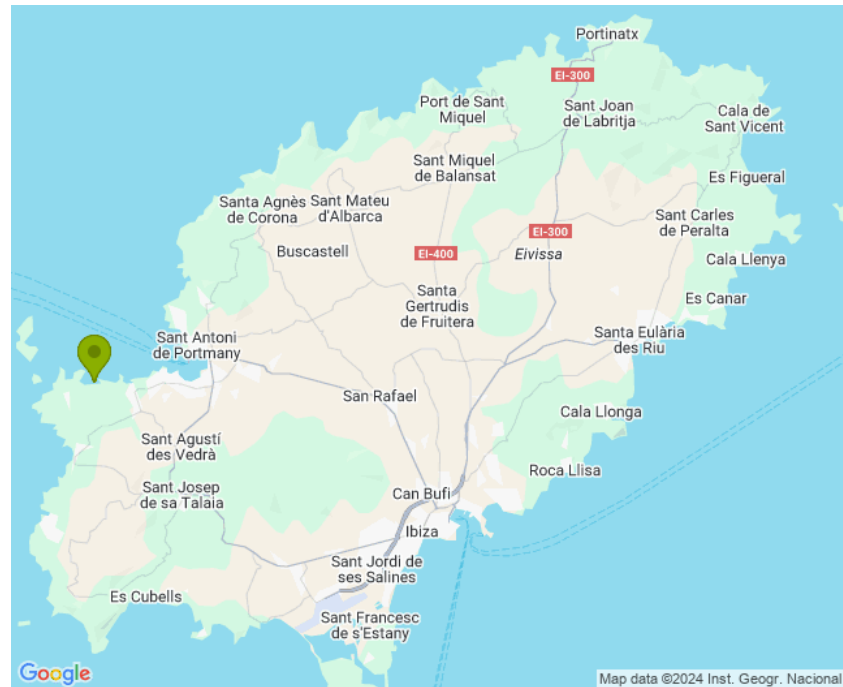 Portinatx
EI-300
Port de Sant
Miquel
Sant Joan
de Labritja
Cala de
Sant Vicent
Sant Miquel
de Balansat
Es Figueral
Santa Agnès
de Corona
Sant Mateu
d'Albarca
Sant Carles
de Peralta
EI-300
Buscastell
EI-400
Eivissa
Cala Llenya
Santa
Gertrudis
de Fruitera
Es Canar
Sant Antoni
de Portmany
Santa Eulària
des Riu
San Rafael
Cala Llonga
Sant Agustí
des Vedrà
Roca Llisa
Sant Josep
de sa Talaia
Can Bufi
Ibiza
Sant Jordi de
ses Salines
Es Cubells
Sant Francesc
de s'Estany
Google
Map data ©2024 Inst. Geogr. Nacional